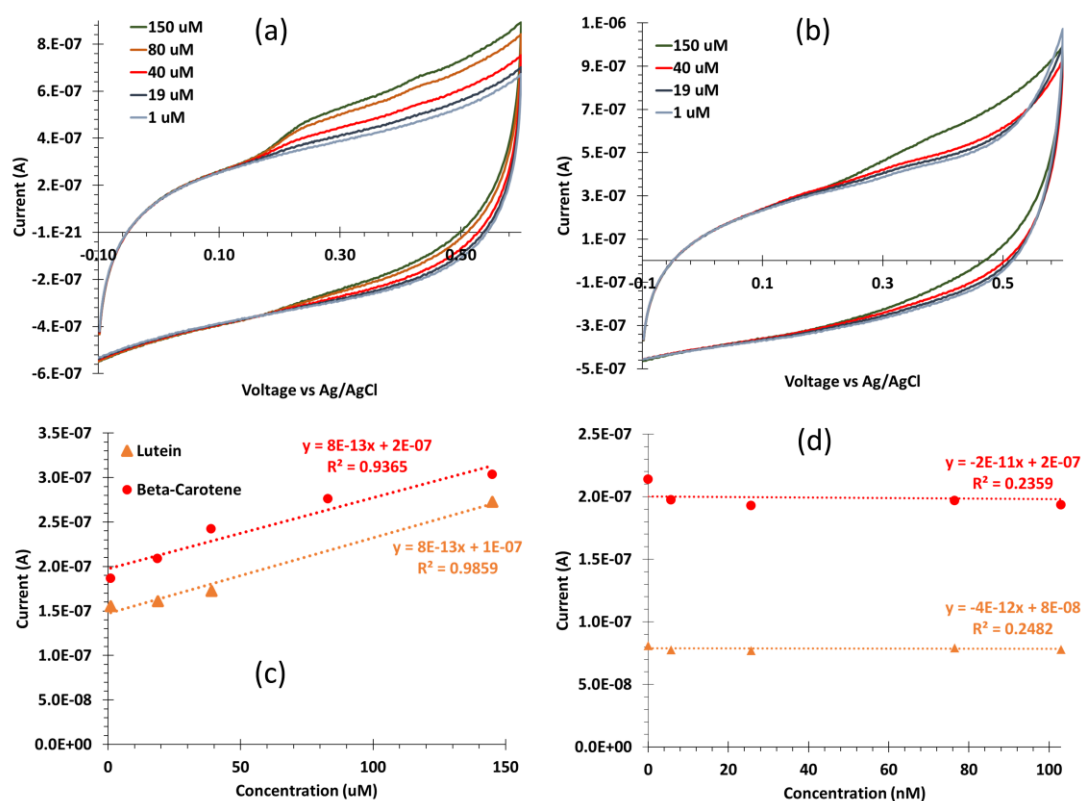 (a)
150 uM
80 uM
40 uM
19 uM
1 uM
8.2E-07
6.2E-07
4.2E-07
2.2E-07
-1E-21
-2.2E-07
-4.2E-07
-6.2E-07
Current (A)
-0.10
0.10
0.30
0.50
Voltage vs Ag/AgCl
(b)
150 uM
40 uM
19 uM
1 uM
1.E-06
9.E-07
7.E-07
5.E-07
3.E-07
1.E-07
-1.E-07
-3.E-07
-5.E-07
Current (A)
-0.1
0.1
0.3
0.5
Voltage vs Ag/AgCl
(c)
Lutein
Beta-Carotene
y = 8E-13x + 2E-07
R² = 0.9365
y = 8E-13x + 1E-07
R² = 0.9859
3.5E-07
3.0E-07
2.5E-07
2.0E-07
1.5E-07
1.0E-07
5.0E-08
0.0E+00
Current (A)
0
50
100
150
Concentration (uM)
(d)
y = -2E-11x + 2E-07
R² = 0.2359
y = -4E-12x + 8E-08
R² = 0.2482
2.5E-07
2.0E-07
1.5E-07
1.0E-07
5.0E-08
0.0E+00
Current (A)
0
20
40
60
80
100
Concentration (nM)